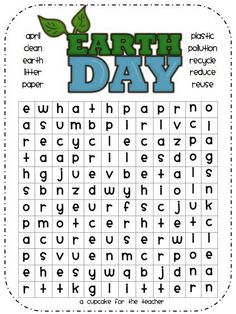 EARTH
DAY
april
clean
earth
litter
paper
plastic
pollution
recycle
reduce
reuse
e w h a t h p a p r n o
a s u m b p i r l v c l
r e c y c l e c a z p a
t a a p r i l e s d o g
h g j u e v b e t a l s
s b n z d w y h i o l n
o r y e u r f s c j u k
p m o t c e r h t e t c
a c u r e u s e r w i l
p s v u e n m c r p o e
e h e s y w q b j d n a
r t t k g l i t t e r n
a cupcake for the teacher